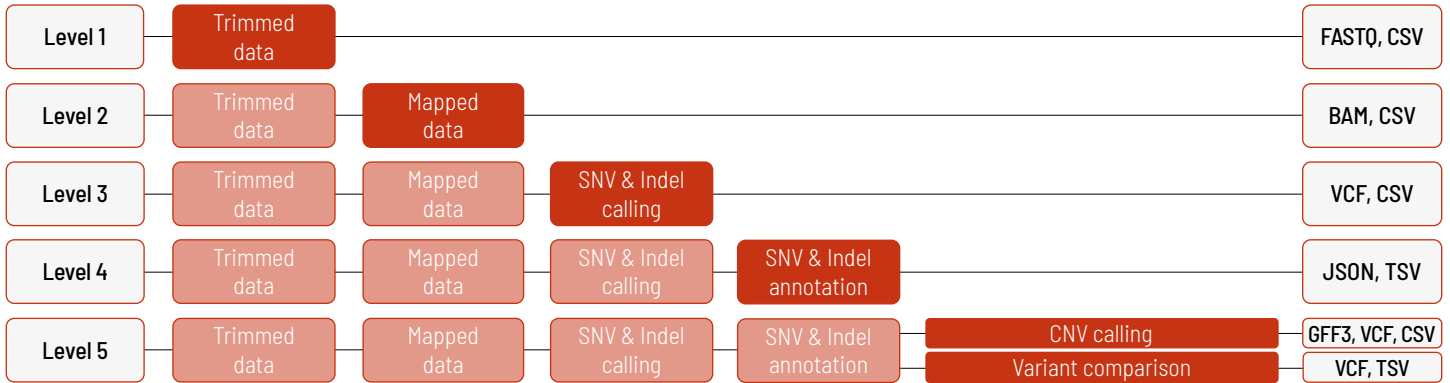 Level 1
Trimmed
data
FASTQ, CSV
Level 2
Trimmed
data
Mapped
data
BAM, CSV
Level 3
Trimmed
data
Mapped
data
SNV & Indel
calling
VCF, CSV
Level 4
Trimmed
data
Mapped
data
SNV & Indel
calling
SNV & Indel
annotation
JSON, TSV
Level 5
Trimmed
data
Mapped
data
SNV & Indel
calling
SNV & Indel
annotation
CNV calling
GFF3, VCF, CSV
Variant comparison
VCF, TSV